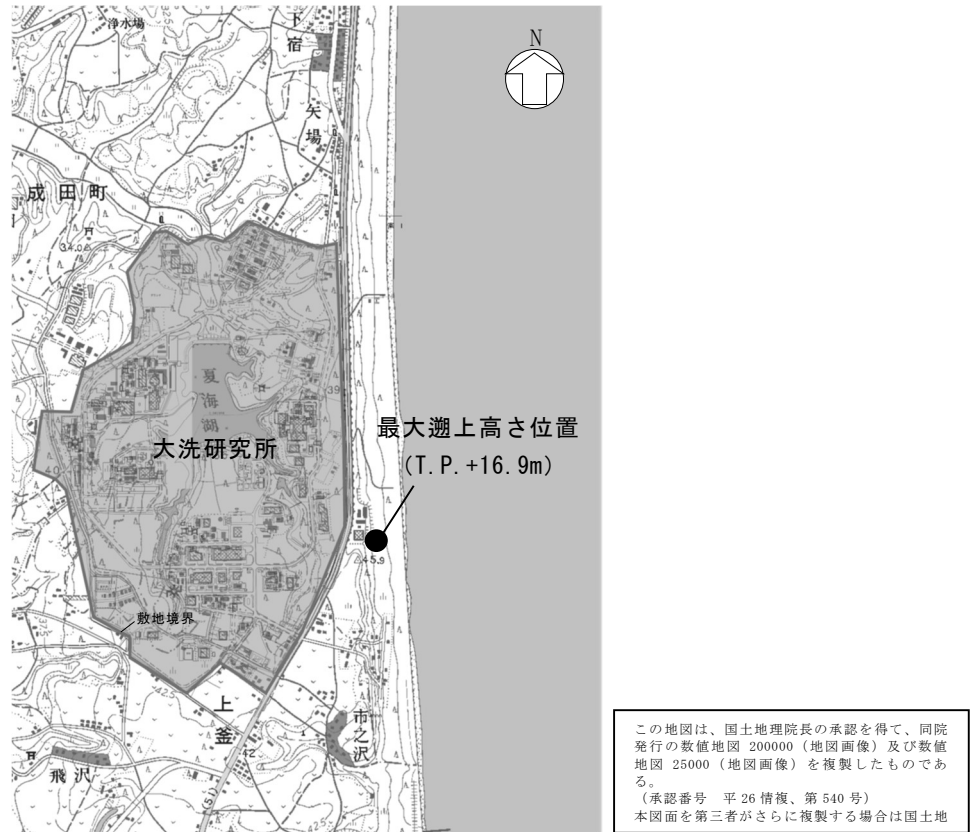 浄水場
下宿
N
矢場
成田町
34.0
夏海湖
39
最大遡上高さ位置
(T.P.+16.9m)
大洗研究所
40
45.9
敷地境界
上釜
42
市之沢
飛沢
(51)
この地図は、国土地理院長の承認を得て、同院
発行の数値地図 200000（地図画像）及び数値
地図 25000（地図画像）を複製したものであ
る。
（承認番号　平 26 情複、第 540 号）
本図面を第三者がさらに複製する場合は国土地